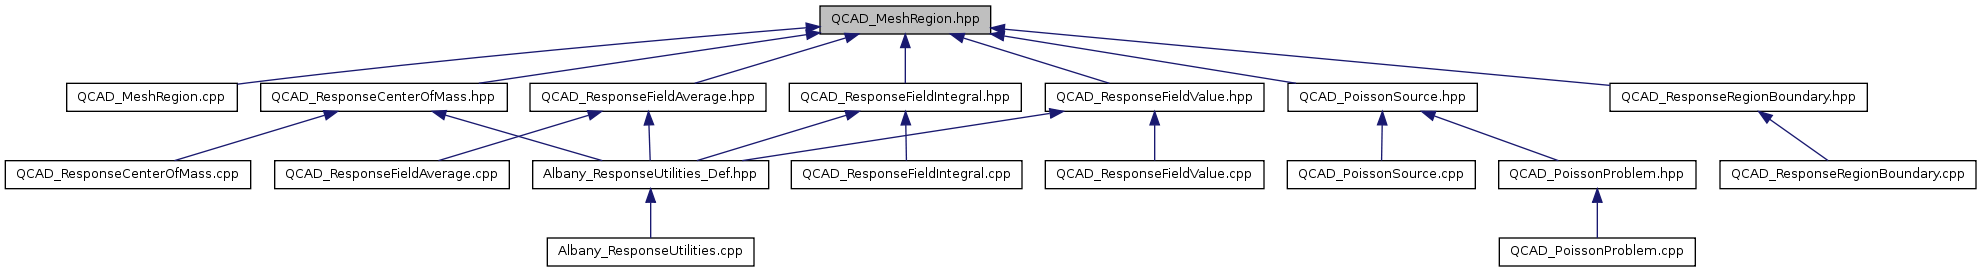 QCAD_MeshRegion.hpp
QCAD_MeshRegion.cpp
QCAD_ResponseCenterOfMass.hpp
QCAD_ResponseFieldAverage.hpp
QCAD_ResponseFieldIntegral.hpp
QCAD_ResponseFieldValue.hpp
QCAD_PoissonSource.hpp
QCAD_ResponseRegionBoundary.hpp
QCAD_ResponseCenterOfMass.cpp
QCAD_ResponseFieldAverage.cpp
Albany_ResponseUtilities_Def.hpp
QCAD_ResponseFieldIntegral.cpp
QCAD_ResponseFieldValue.cpp
QCAD_PoissonSource.cpp
QCAD_PoissonProblem.hpp
QCAD_ResponseRegionBoundary.cpp
Albany_ResponseUtilities.cpp
QCAD_PoissonProblem.cpp